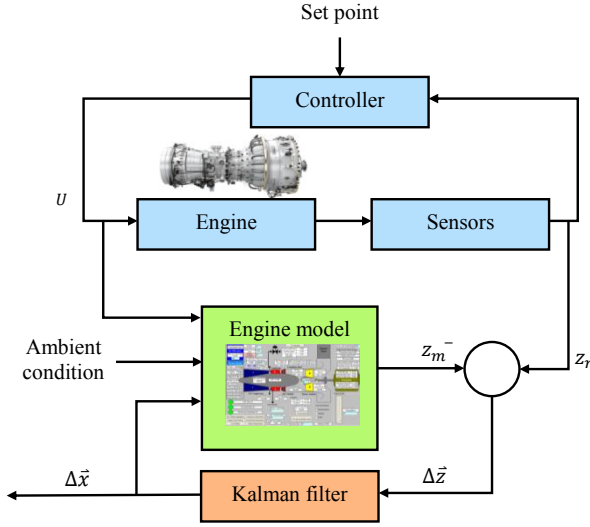 Set point
Controller
U
Engine
Sensors
Engine model
Ambient
condition
z_m^-
z_r
Δx⃗
Kalman filter
Δz⃗